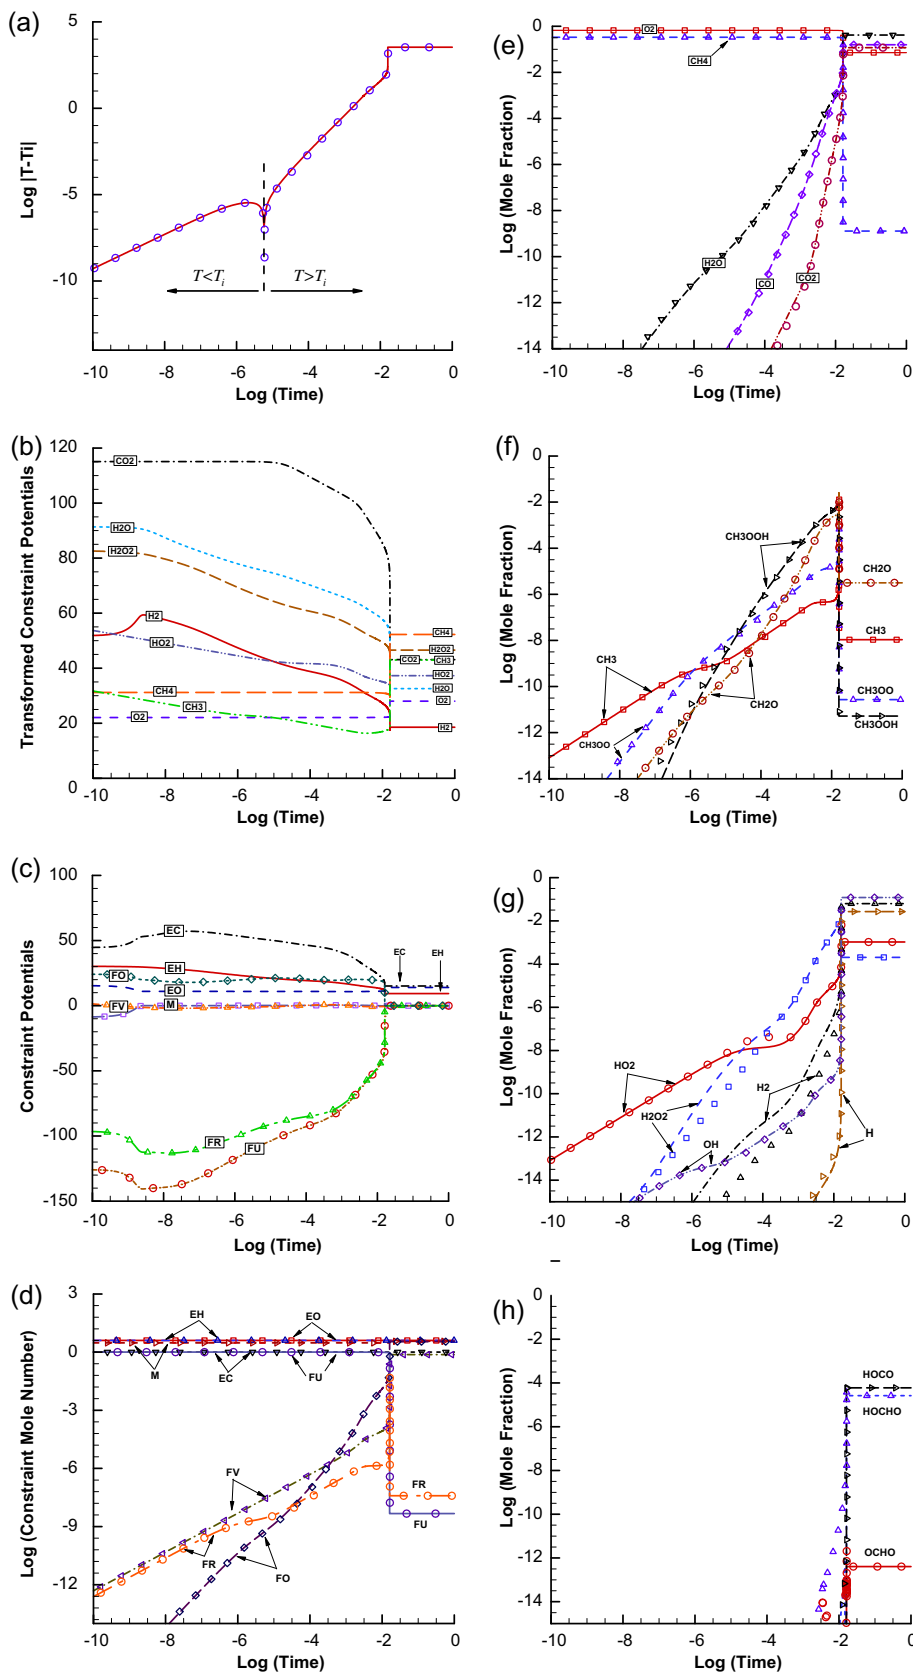 (a)
Log |T-Ti|
5
0
-5
-10
T<Ti
T>Ti
-10
-8
-6
-4
-2
0
Log (Time)
(e)
Log (Mole Fraction)
-0
-2
-4
-6
-8
-10
-12
-14
O2
CH4
H2O
CO
CO2
-10
-8
-6
-4
-2
-0
Log (Time)
(b)
Transformed Constraint Potentials
120
100
80
60
40
20
0
CO2
H2O
H2O2
H2
HO2
CH4
CH3
O2
CH4
H2O2
CO2
CH3
HO2
H2O
O2
H2
-10
-8
-6
-4
-2
0
Log (Time)
(f)
Log (Mole Fraction)
0
-2
-4
-6
-8
-10
-12
-14
CH3OOH
CH2O
CH3
CH3
CH2O
CH3OO
CH3OO
CH3OOH
-10
-8
-6
-4
-2
0
Log (Time)
(c)
Constraint Potentials
100
50
0
-50
-100
-150
EC
EH
FO
EO
FV
M
FR
FU
EC
EH
-10
-8
-6
-4
-2
0
Log (Time)
(g)
Log (Mole Fraction)
-0
-2
-4
-6
-8
-10
-12
-14
HO2
H2O2
H2
OH
H
-10
-8
-6
-4
-2
-0
Log (Time)
(d)
Log (Constraint Mole Number)
3
0
-3
-6
-9
-12
EH
EO
M
EC
FU
FV
FR
FR
FO
FU
-10
-8
-6
-4
-2
0
Log (Time)
(h)
Log (Mole Fraction)
0
-2
-4
-6
-8
-10
-12
-14
HOCO
HOCHO
OCHO
-10
-8
-6
-4
-2
0
Log (Time)